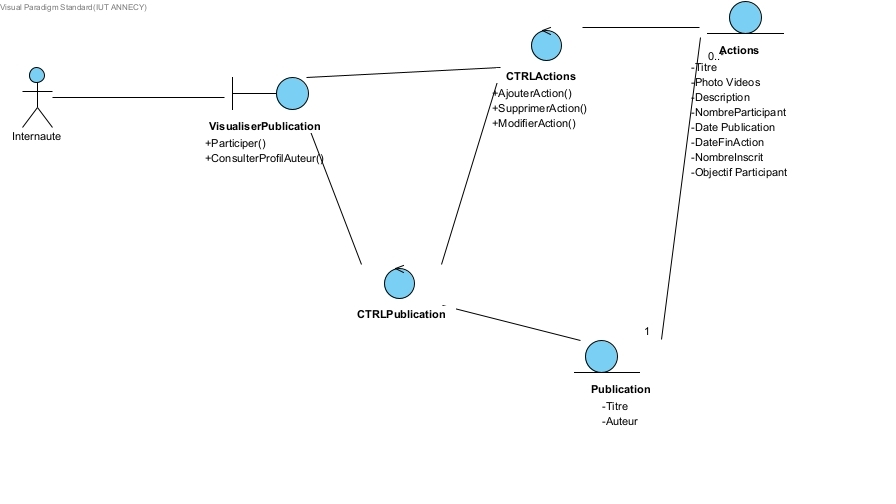 Visual Paradigm Standard(IUT ANNECY)
Internaute
VisualiserPublication
+Participer()
+ConsulterProfilAuteur()
CTRLActions
+AjouterAction()
+SupprimerAction()
+ModifierAction()
Actions
0..
-Titre
-Photo Videos
-Description
-NombreParticipant
-Date Publication
-DateFinAction
-NombreInscrit
-Objectif Participant
CTRLPublication
1
Publication
-Titre
-Auteur